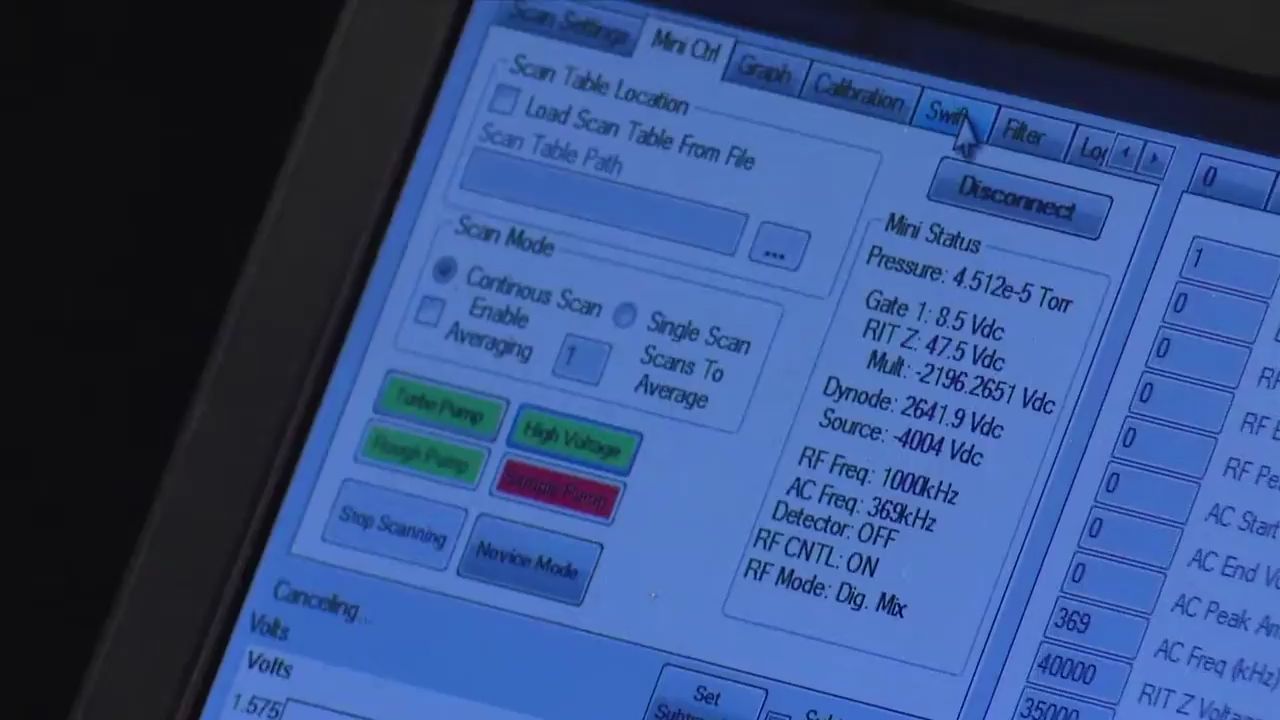 Scan Settings Mini Ctrl Graph Calibration Swift Filter
Scan Table Location
Load Scan Table From File
Scan Table Path
...
Scan Mode
Continous Scan
Single Scan
Enable
Averaging
1
Scans To
Average
Turbo Pump
High Voltage
Rough Pump
Sample Pump
Stop Scanning
Novice Mode
Canceling...
Volts
Volts
1.575
Set
Disconnect
Mini Status
Pressure: 4.512e-5 Torr
Gate 1: 8.5 Vdc
RIT Z: 47.5 Vdc
Mult: -2196.2651 Vdc
Dynode: 2641.9 Vdc
Source: -4004 Vdc
RF Freq: 1000kHz
AC Freq: 369kHz
Detector: OFF
RF CNTL: ON
RF Mode: Dig. Mix
0
1
0
0
0
0
0
0
0
369
40000
35000
RF
RF
AC Start
AC End
AC Peak
AC Freq (kHz)
RIT Z